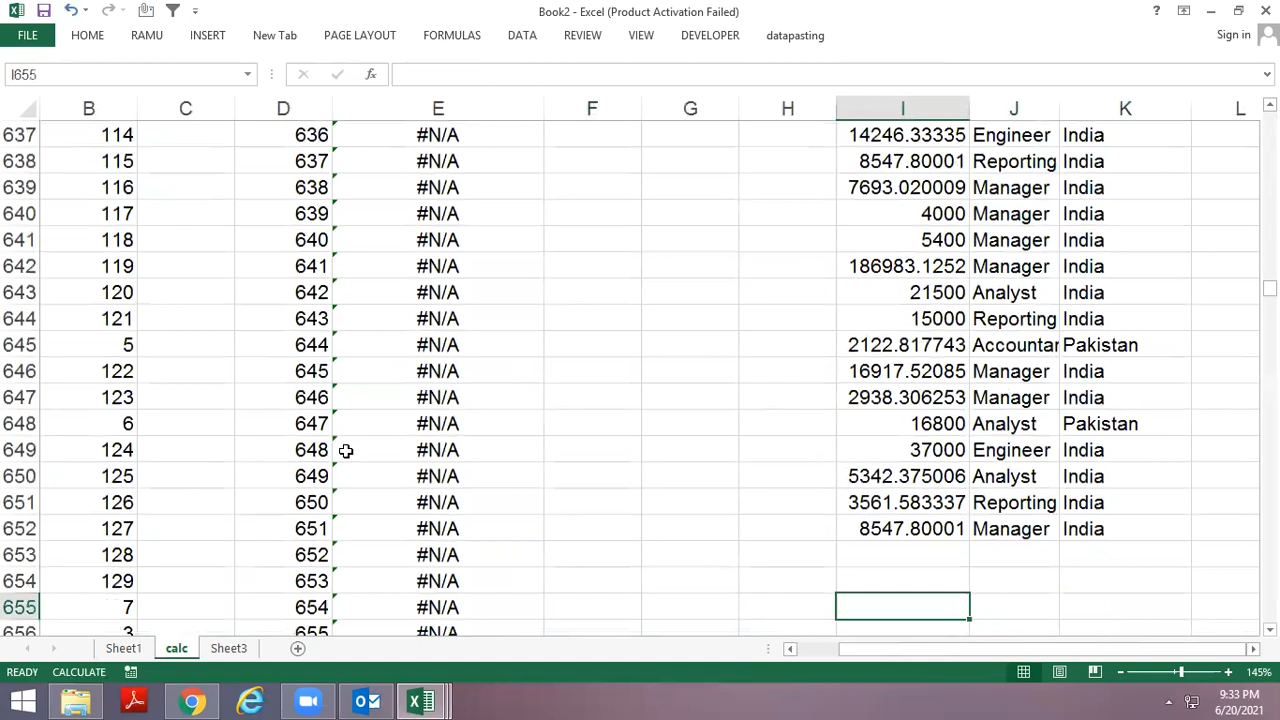 Book2 - Excel (Product Activation Failed)
FILE HOME RAMU INSERT New Tab PAGE LAYOUT FORMULAS DATA REVIEW VIEW DEVELOPER datapasting Sign in
I655 fx
B C D E F G H I J K L
637 114 636 #N/A 14246.33335 Engineer India
638 115 637 #N/A 8547.80001 Reporting India
639 116 638 #N/A 7693.020009 Manager India
640 117 639 #N/A 4000 Manager India
641 118 640 #N/A 5400 Manager India
642 119 641 #N/A 186983.1252 Manager India
643 120 642 #N/A 21500 Analyst India
644 121 643 #N/A 15000 Reporting India
645 5 644 #N/A 2122.817743 Accountar Pakistan
646 122 645 #N/A 16917.52085 Manager India
647 123 646 #N/A 2938.306253 Manager India
648 6 647 #N/A 16800 Analyst Pakistan
649 124 648 #N/A 37000 Engineer India
650 125 649 #N/A 5342.375006 Analyst India
651 126 650 #N/A 3561.583337 Reporting India
652 127 651 #N/A 8547.80001 Manager India
653 128 652 #N/A
654 129 653 #N/A
655 7 654 #N/A
656 3 655 #N/A
Sheet1 calc Sheet3
READY CALCULATE 145%
9:33 PM
6/20/2021